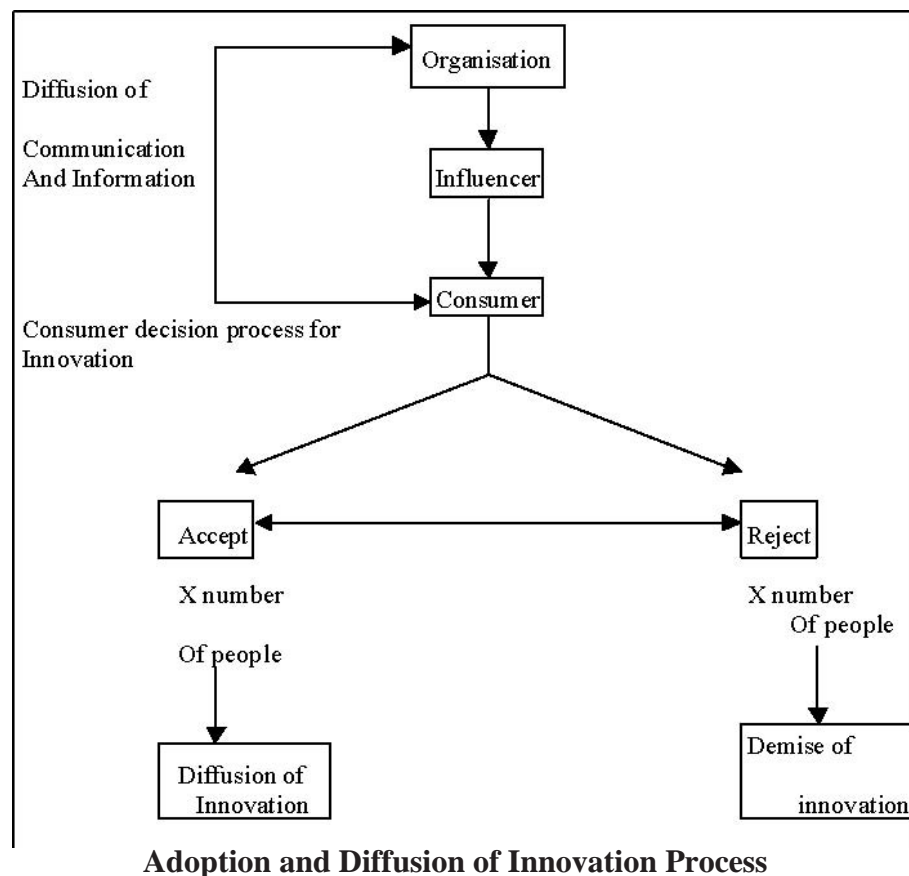 Organisation
Diffusion of
Communication
And Information
Influencer
Consumer
Consumer decision process for
Innovation
Accept
Reject
X number
Of people
X number
Of people
Diffusion of
Innovation
Demise of
innovation
Adoption and Diffusion of Innovation Process